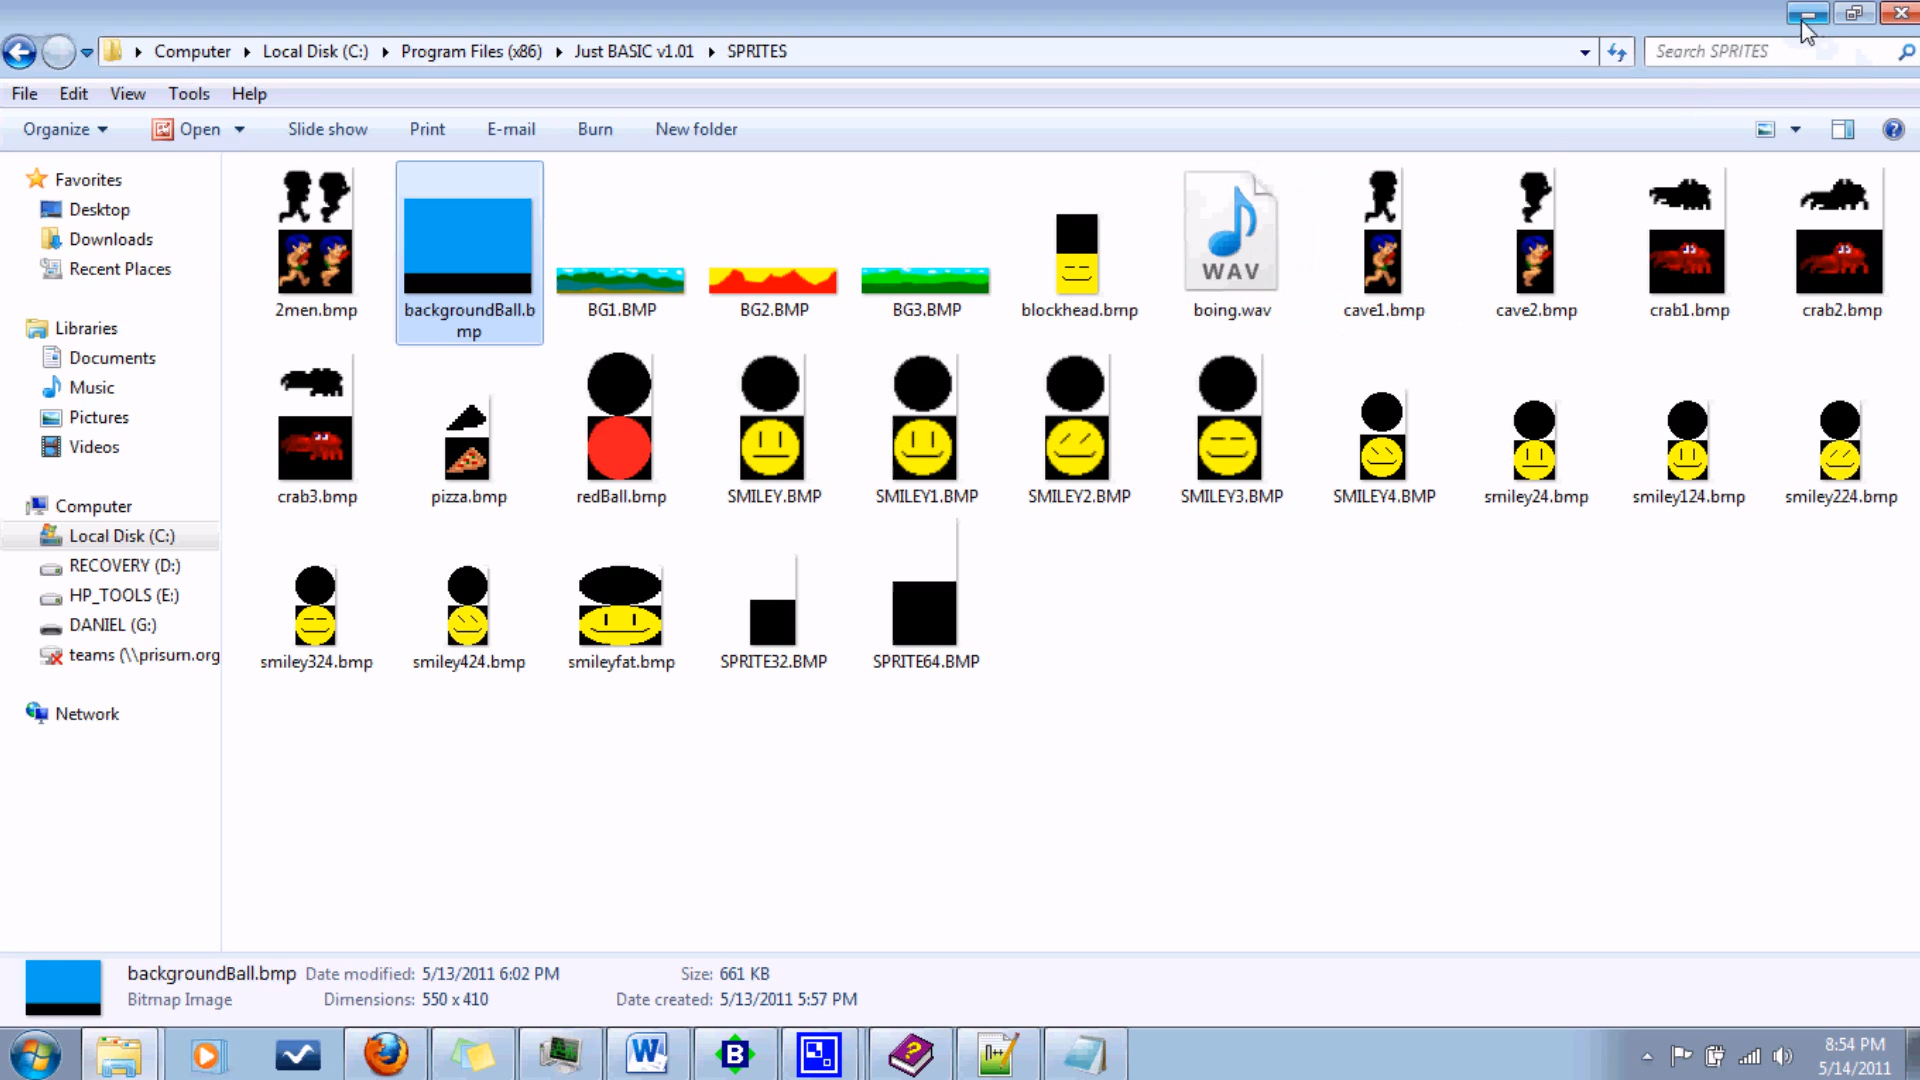 Computer ▸ Local Disk (C:) ▸ Program Files (x86) ▸ Just BASIC v1.01 ▸ SPRITES
Search SPRITES
File Edit View Tools Help
Organize Open Slide show Print E-mail Burn New folder
Favorites
Desktop
Downloads
Recent Places
Libraries
Documents
Music
Pictures
Videos
Computer
Local Disk (C:)
RECOVERY (D:)
HP_TOOLS (E:)
DANIEL (G:)
teams (\\prisum.org
Network
2men.bmp
backgroundBall.b
mp
BG1.BMP
BG2.BMP
BG3.BMP
blockhead.bmp
WAV
boing.wav
cave1.bmp
cave2.bmp
crab1.bmp
crab2.bmp
crab3.bmp
pizza.bmp
redBall.bmp
SMILEY.BMP
SMILEY1.BMP
SMILEY2.BMP
SMILEY3.BMP
SMILEY4.BMP
smiley24.bmp
smiley124.bmp
smiley224.bmp
smiley324.bmp
smiley424.bmp
smileyfat.bmp
SPRITE32.BMP
SPRITE64.BMP
backgroundBall.bmp Date modified: 5/13/2011 6:02 PM Size: 661 KB
Bitmap Image Dimensions: 550 x 410 Date created: 5/13/2011 5:57 PM
W
B
8:54 PM
5/14/2011